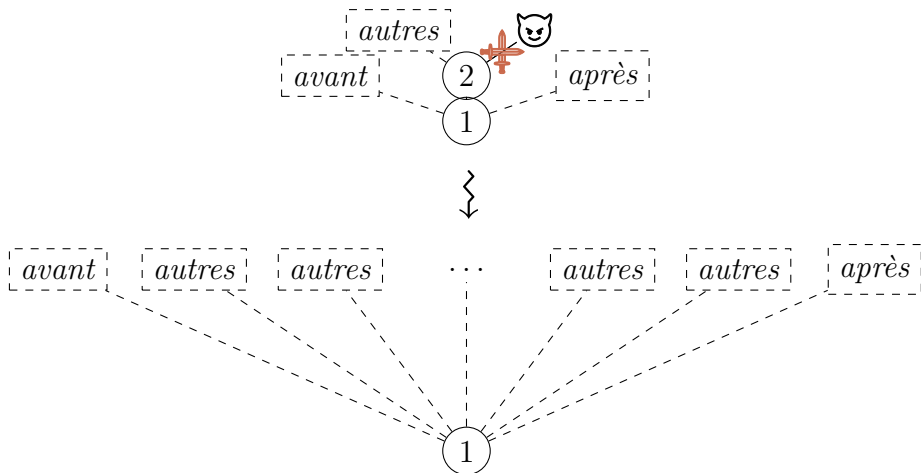 autres
2
avant
après
1
avant autres autres ... autres autres après
1